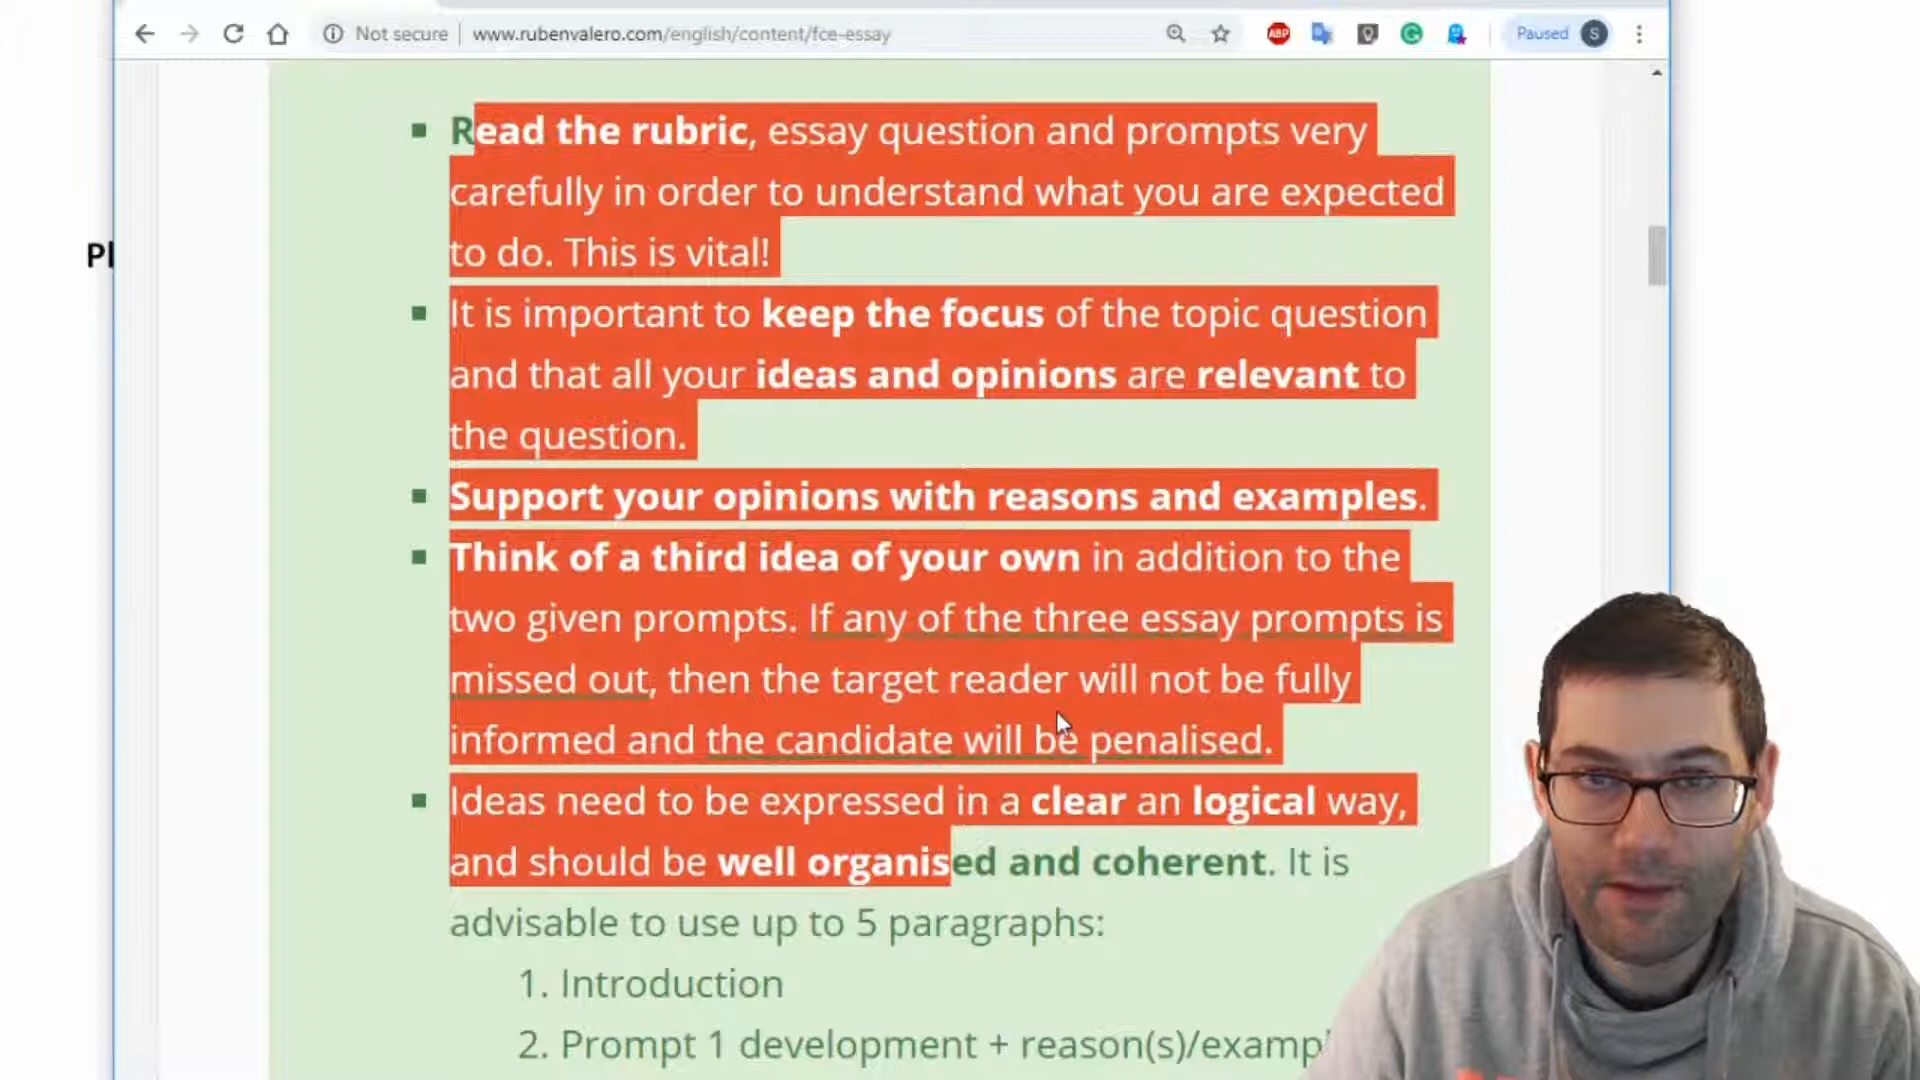 Not secure www.rubenvalero.com/english/content/fce-essay ABP Paused S
Pl
Read the rubric, essay question and prompts very
carefully in order to understand what you are expected
to do. This is vital!
It is important to keep the focus of the topic question
and that all your ideas and opinions are relevant to
the question.
Support your opinions with reasons and examples.
Think of a third idea of your own in addition to the
two given prompts. If any of the three essay prompts is
missed out, then the target reader will not be fully
informed and the candidate will be penalised.
Ideas need to be expressed in a clear an logical way,
and should be well organised and coherent. It is
advisable to use up to 5 paragraphs:
1. Introduction
2. Prompt 1 development + reason(s)/exampl